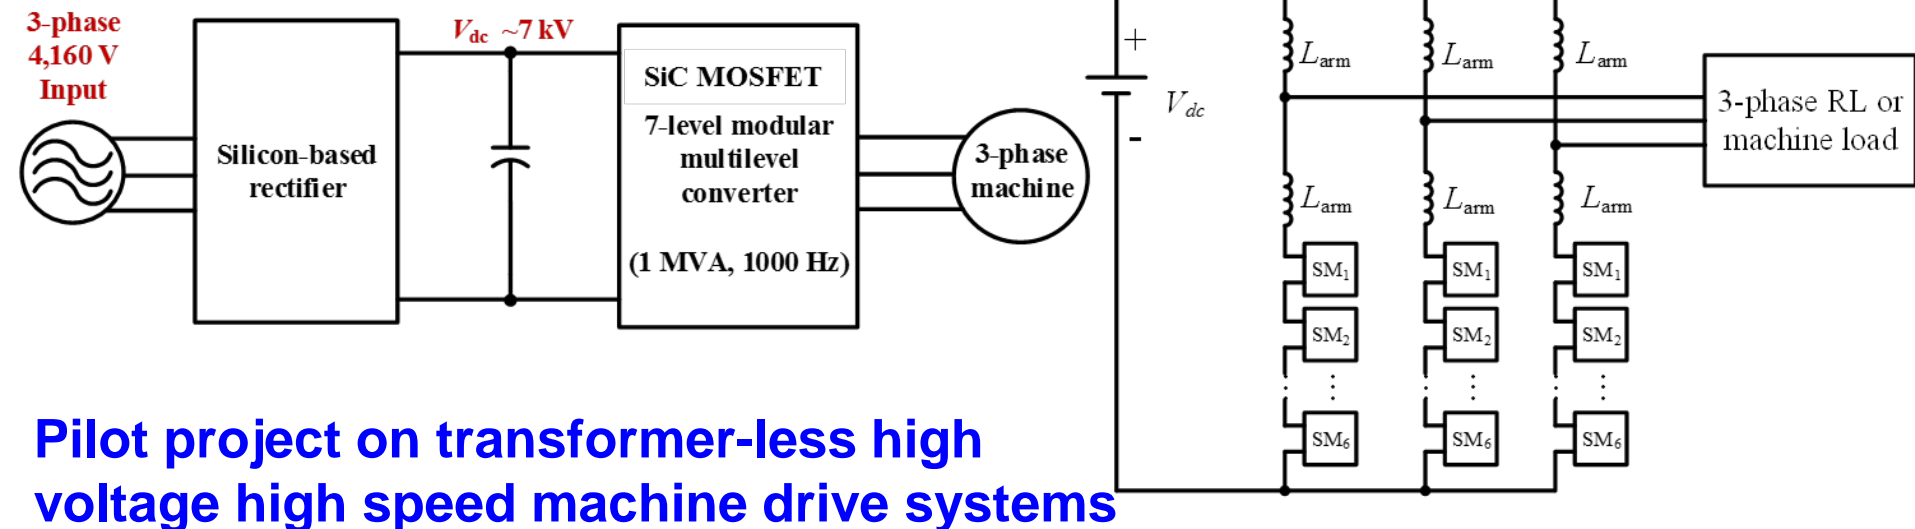 3-phase
4,160 V
Input
Silicon-based
rectifier
Vdc ~7 kV
SiC MOSFET
7-level modular
multilevel
converter
(1 MVA, 1000 Hz)
3-phase
machine
+
Vdc
-
Larm Larm Larm
3-phase RL or
machine load
Larm Larm Larm
SM1 SM1 SM1
SM2 SM2 SM2
SM6 SM6 SM6
Pilot project on transformer-less high
voltage high speed machine drive systems